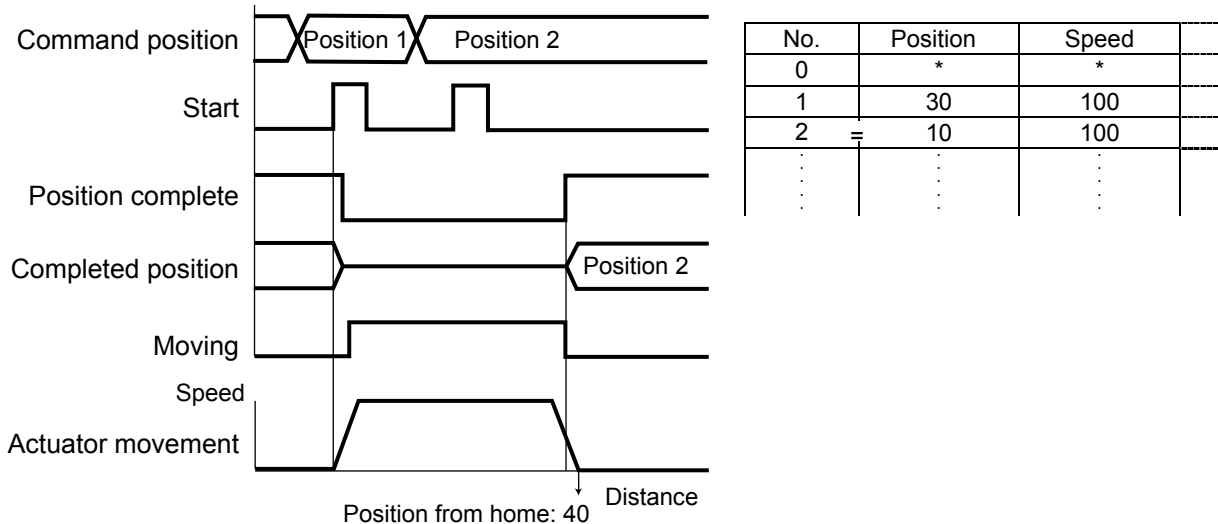 Command position
Position 1
Position 2
Start
Position complete
Completed position
Position 2
Moving
Speed
Actuator movement
Distance
Position from home: 40
No. Position Speed
0 * *
1 30 100
2 = 10 100